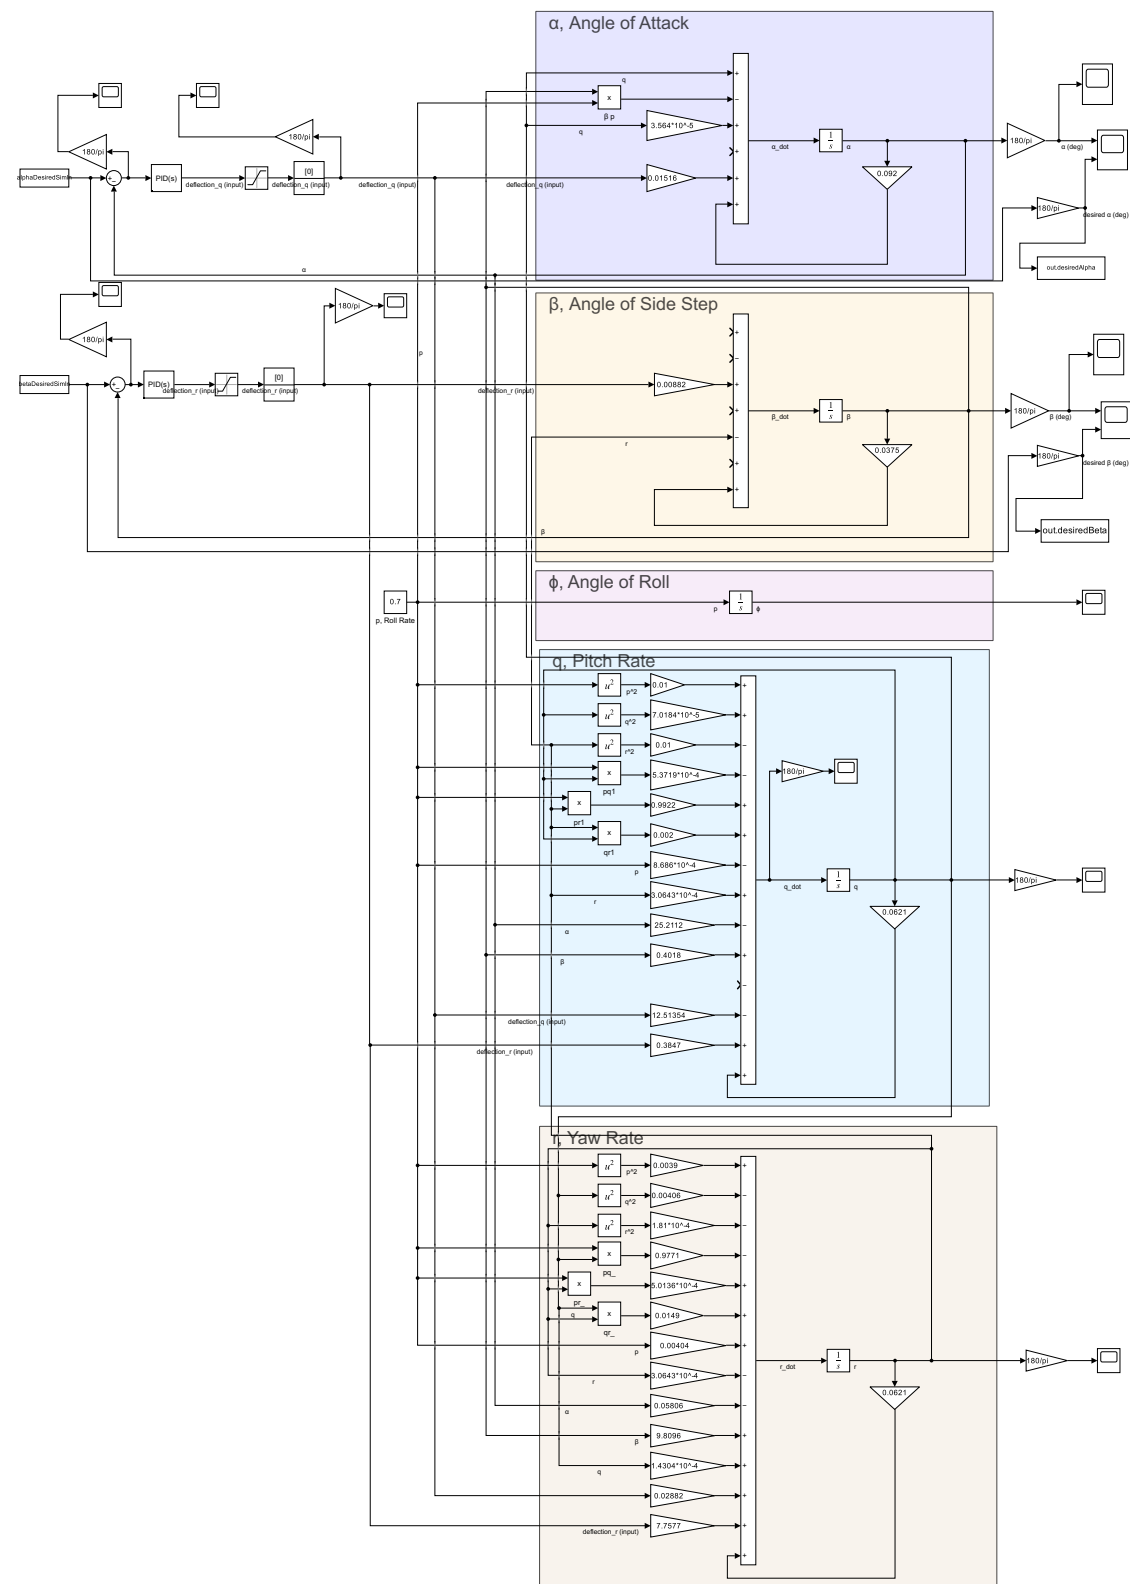 α, Angle of Attack
q
β p
q
3.564*10^-5
180/pi
180/pi
alphaDesiredSimIn
PID(s)
deflection_q (input)
deflection_q (input)
[0]
deflection_q (input)
deflection_q (input)
0.01516
α_dot
1
s
α
0.092
180/pi
α (deg)
180/pi
desired α (deg)
out.desiredAlpha
α
β, Angle of Side Step
180/pi
180/pi
p
betaDesiredSimIn
PID(s)
deflection_r (input)
deflection_r (input)
[0]
deflection_r (input)
0.00882
r
β_dot
1
s
β
0.0375
180/pi
β (deg)
180/pi
desired β (deg)
out.desiredBeta
β
ϕ, Angle of Roll
0.7
p, Roll Rate
p
1
s
ϕ
q, Pitch Rate
u²
p^2
0.01
u²
q^2
7.0184*10^-5
u²
r^2
0.01
x
pq1
5.3719*10^-4
x
pr1
0.9922
x
qr1
0.002
p
8.686*10^-4
r
3.0643*10^-4
α
25.2112
β
0.4018
deflection_q (input)
12.51354
deflection_r (input)
0.3847
180/pi
q_dot
1
s
q
0.0621
180/pi
r, Yaw Rate
u²
p^2
0.0039
u²
q^2
0.00406
u²
r^2
1.81*10^-4
x
pq_
0.9771
x
pr_
5.0136*10^-4
q
x
qr_
0.0149
p
0.00404
r
3.0643*10^-4
α
0.05806
β
9.8096
q
1.4304*10^-4
0.02882
deflection_r (input)
7.7577
r_dot
1
s
r
0.0621
180/pi